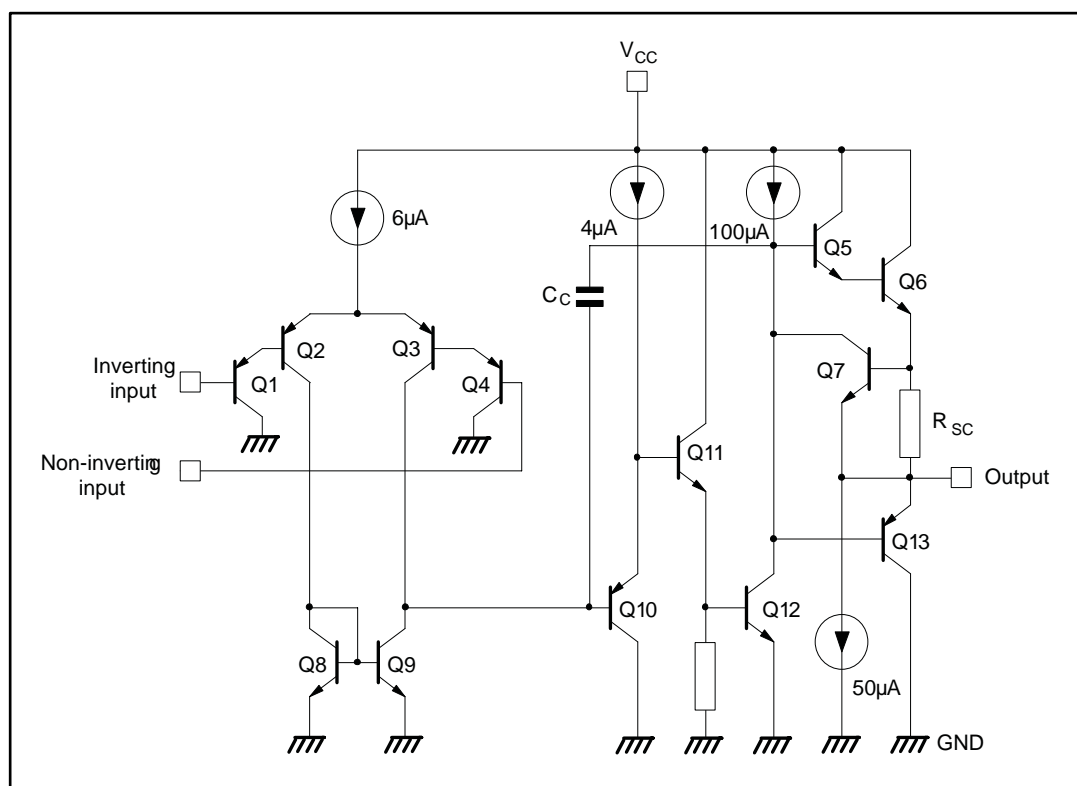 VCC
6µA
4µA
100µA
Q5
Q6
CC
Q2
Q3
Q7
Inverting
input
Q1
Q4
RSC
Non-inverting
input
Q11
Output
Q13
Q10
Q12
Q8
Q9
50µA
GND